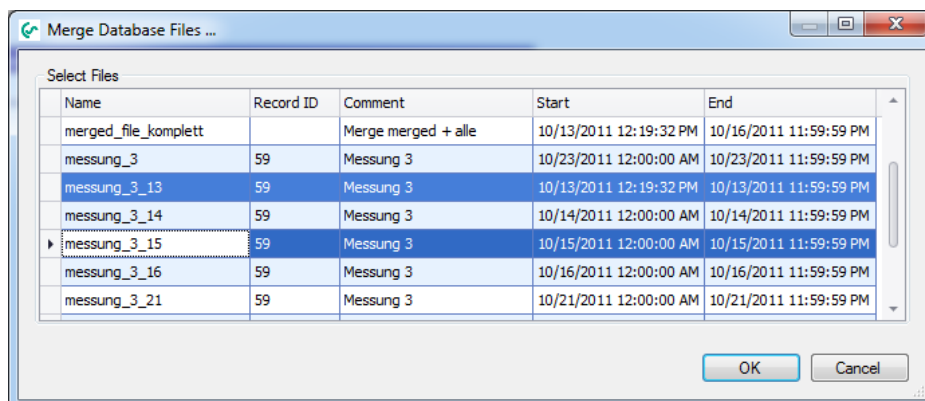 Merge Database Files ...
Select Files
Name Record ID Comment Start End
merged_file_komplett Merge merged + alle 10/13/2011 12:19:32 PM 10/16/2011 11:59:59 PM
messung_3 59 Messung 3 10/23/2011 12:00:00 AM 10/23/2011 11:59:59 PM
messung_3_13 59 Messung 3 10/13/2011 12:19:32 PM 10/13/2011 11:59:59 PM
messung_3_14 59 Messung 3 10/14/2011 12:00:00 AM 10/14/2011 11:59:59 PM
messung_3_15 59 Messung 3 10/15/2011 12:00:00 AM 10/15/2011 11:59:59 PM
messung_3_16 59 Messung 3 10/16/2011 12:00:00 AM 10/16/2011 11:59:59 PM
messung_3_21 59 Messung 3 10/21/2011 12:00:00 AM 10/21/2011 11:59:59 PM
OK Cancel